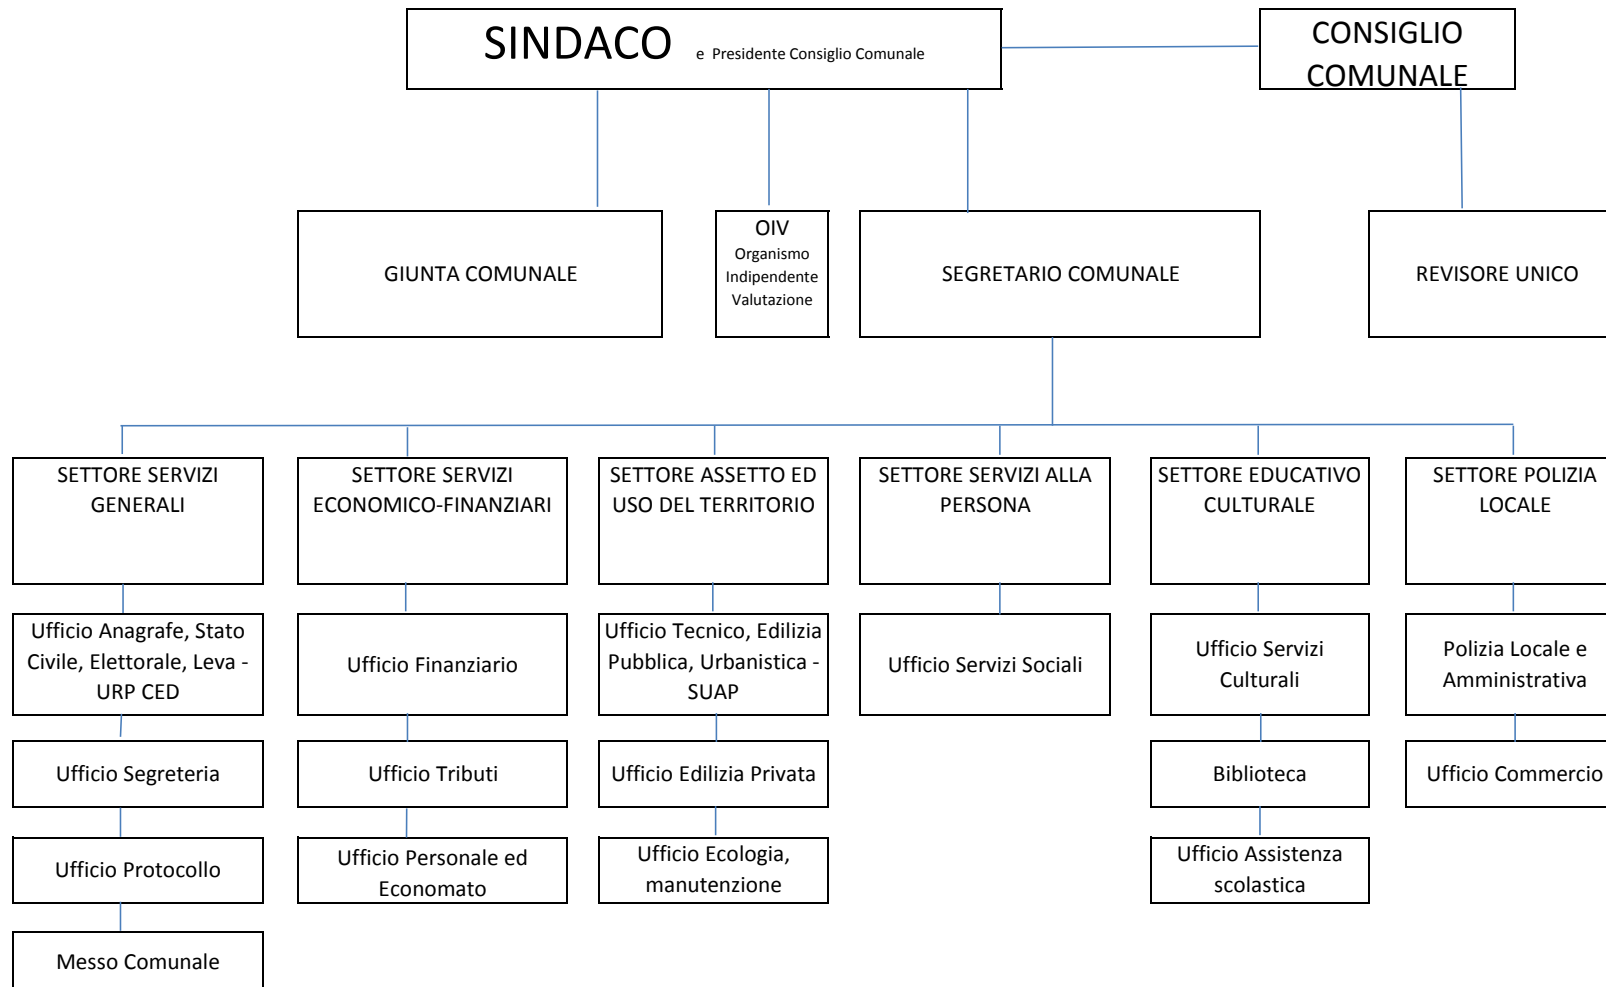 SINDACO e Presidente Consiglio Comunale
CONSIGLIO
COMUNALE
GIUNTA COMUNALE
OIV
Organismo
Indipendente
Valutazione
SEGRETARIO COMUNALE
REVISORE UNICO
SETTORE SERVIZI
GENERALI
SETTORE SERVIZI
ECONOMICO-FINANZIARI
SETTORE ASSETTO ED
USO DEL TERRITORIO
SETTORE SERVIZI ALLA
PERSONA
SETTORE EDUCATIVO
CULTURALE
SETTORE POLIZIA
LOCALE
Ufficio Anagrafe, Stato
Civile, Elettorale, Leva -
URP CED
Ufficio Finanziario
Ufficio Tecnico, Edilizia
Pubblica, Urbanistica -
SUAP
Ufficio Servizi Sociali
Ufficio Servizi
Culturali
Polizia Locale e
Amministrativa
Ufficio Segreteria
Ufficio Tributi
Ufficio Edilizia Privata
Biblioteca
Ufficio Commercio
Ufficio Protocollo
Ufficio Personale ed
Economato
Ufficio Ecologia,
manutenzione
Ufficio Assistenza
scolastica
Messo Comunale